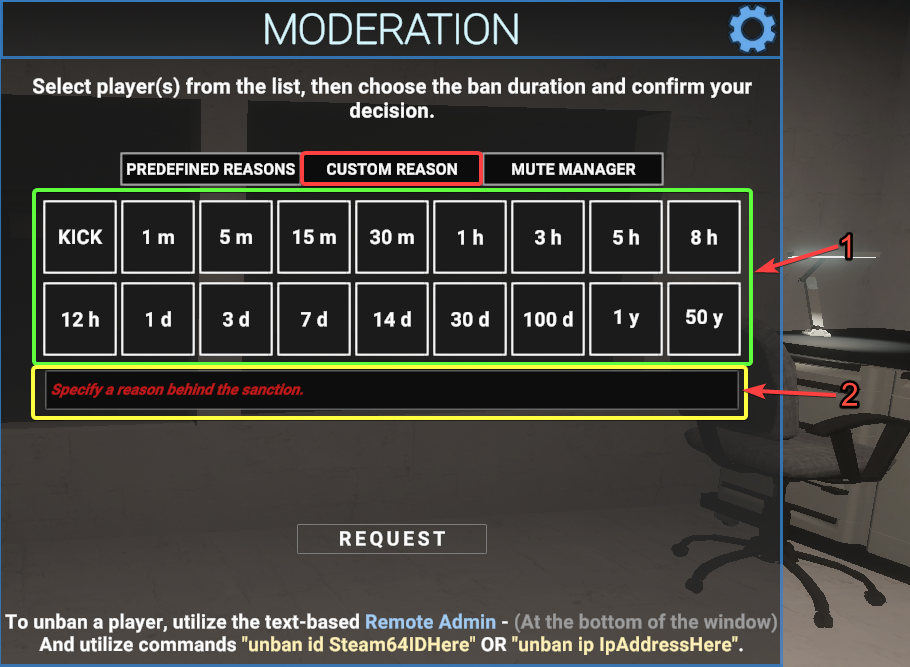 MODERATION
Select player(s) from the list, then choose the ban duration and confirm your
decision.
PREDEFINED REASONS CUSTOM REASON MUTE MANAGER
KICK 1 m 5 m 15 m 30 m 1 h 3 h 5 h 8 h
1
12 h 1 d 3 d 7 d 14 d 30 d 100 d 1 y 50 y
Specify a reason behind the sanction.
2
REQUEST
To unban a player, utilize the text-based Remote Admin - (At the bottom of the window)
And utilize commands "unban id Steam64IDHere" OR "unban ip IpAddressHere".